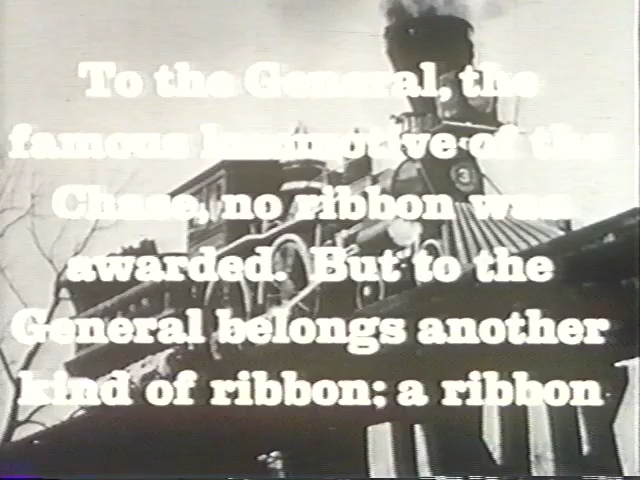 To the General, the
famous locomotive of the
Chase, no ribbon was
awarded. But to the
General belongs another
kind of ribbon: a ribbon
3